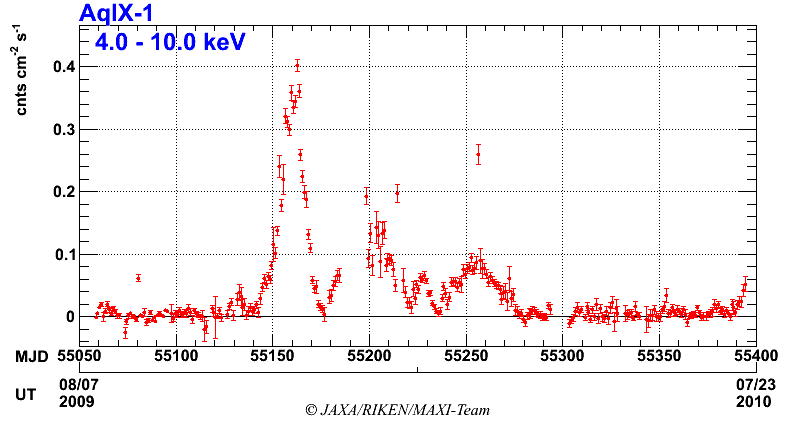 AqlX-1
4.0 - 10.0 keV
cnts cm⁻² s⁻¹
0.4
0.3
0.2
0.1
0
MJD 55050 55100 55150 55200 55250 55300 55350 55400
UT 08/07 07/23
2009 2010
© JAXA/RIKEN/MAXI-Team